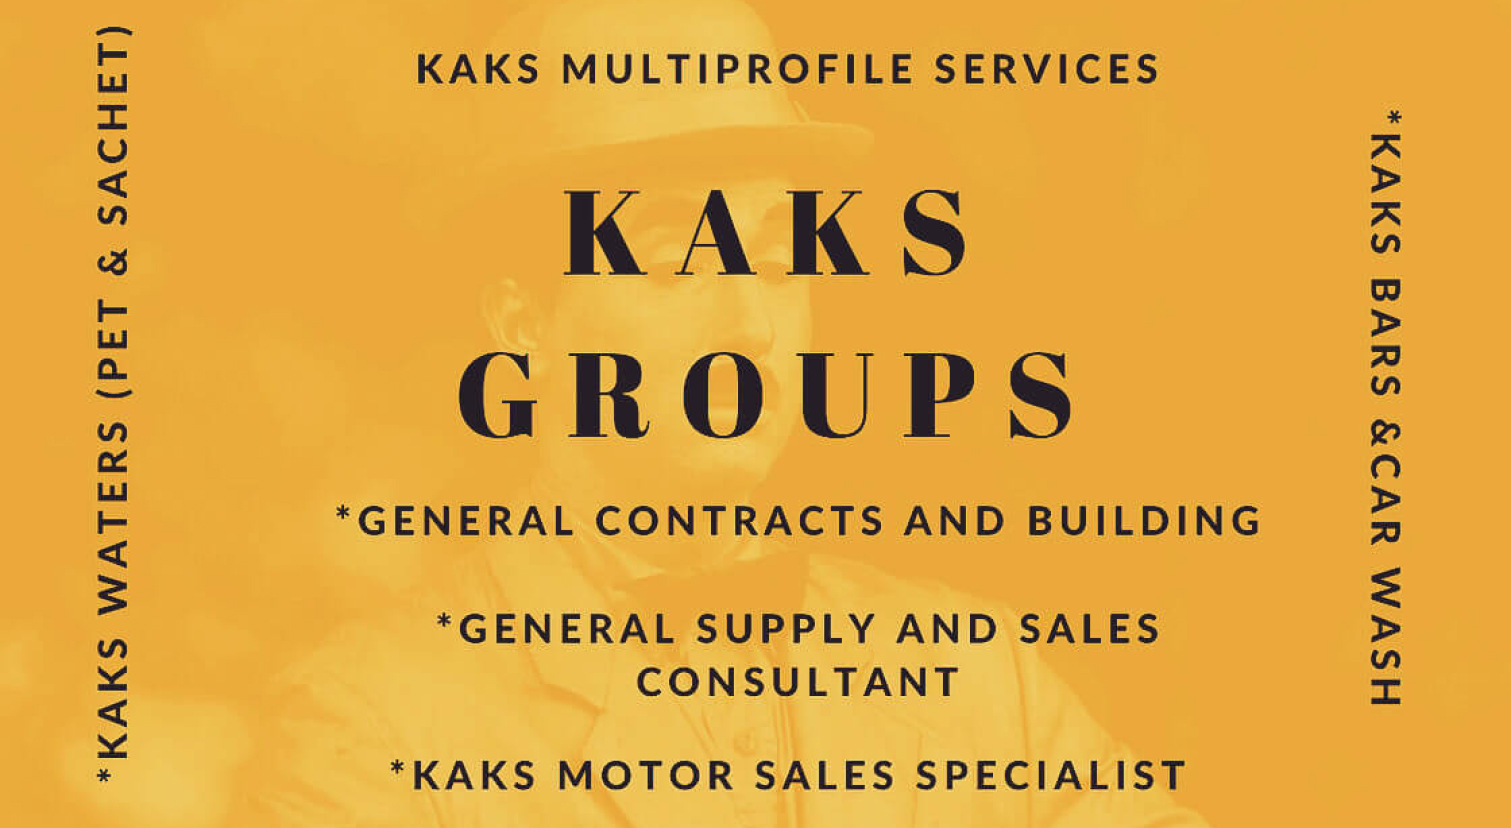 KAKS MULTIPROFILE SERVICES
KAKS
GROUPS
*GENERAL CONTRACTS AND BUILDING
*GENERAL SUPPLY AND SALES
CONSULTANT
*KAKS MOTOR SALES SPECIALIST
*KAKS WATERS (PET & SACHET)
*KAKS BARS &CAR WASH